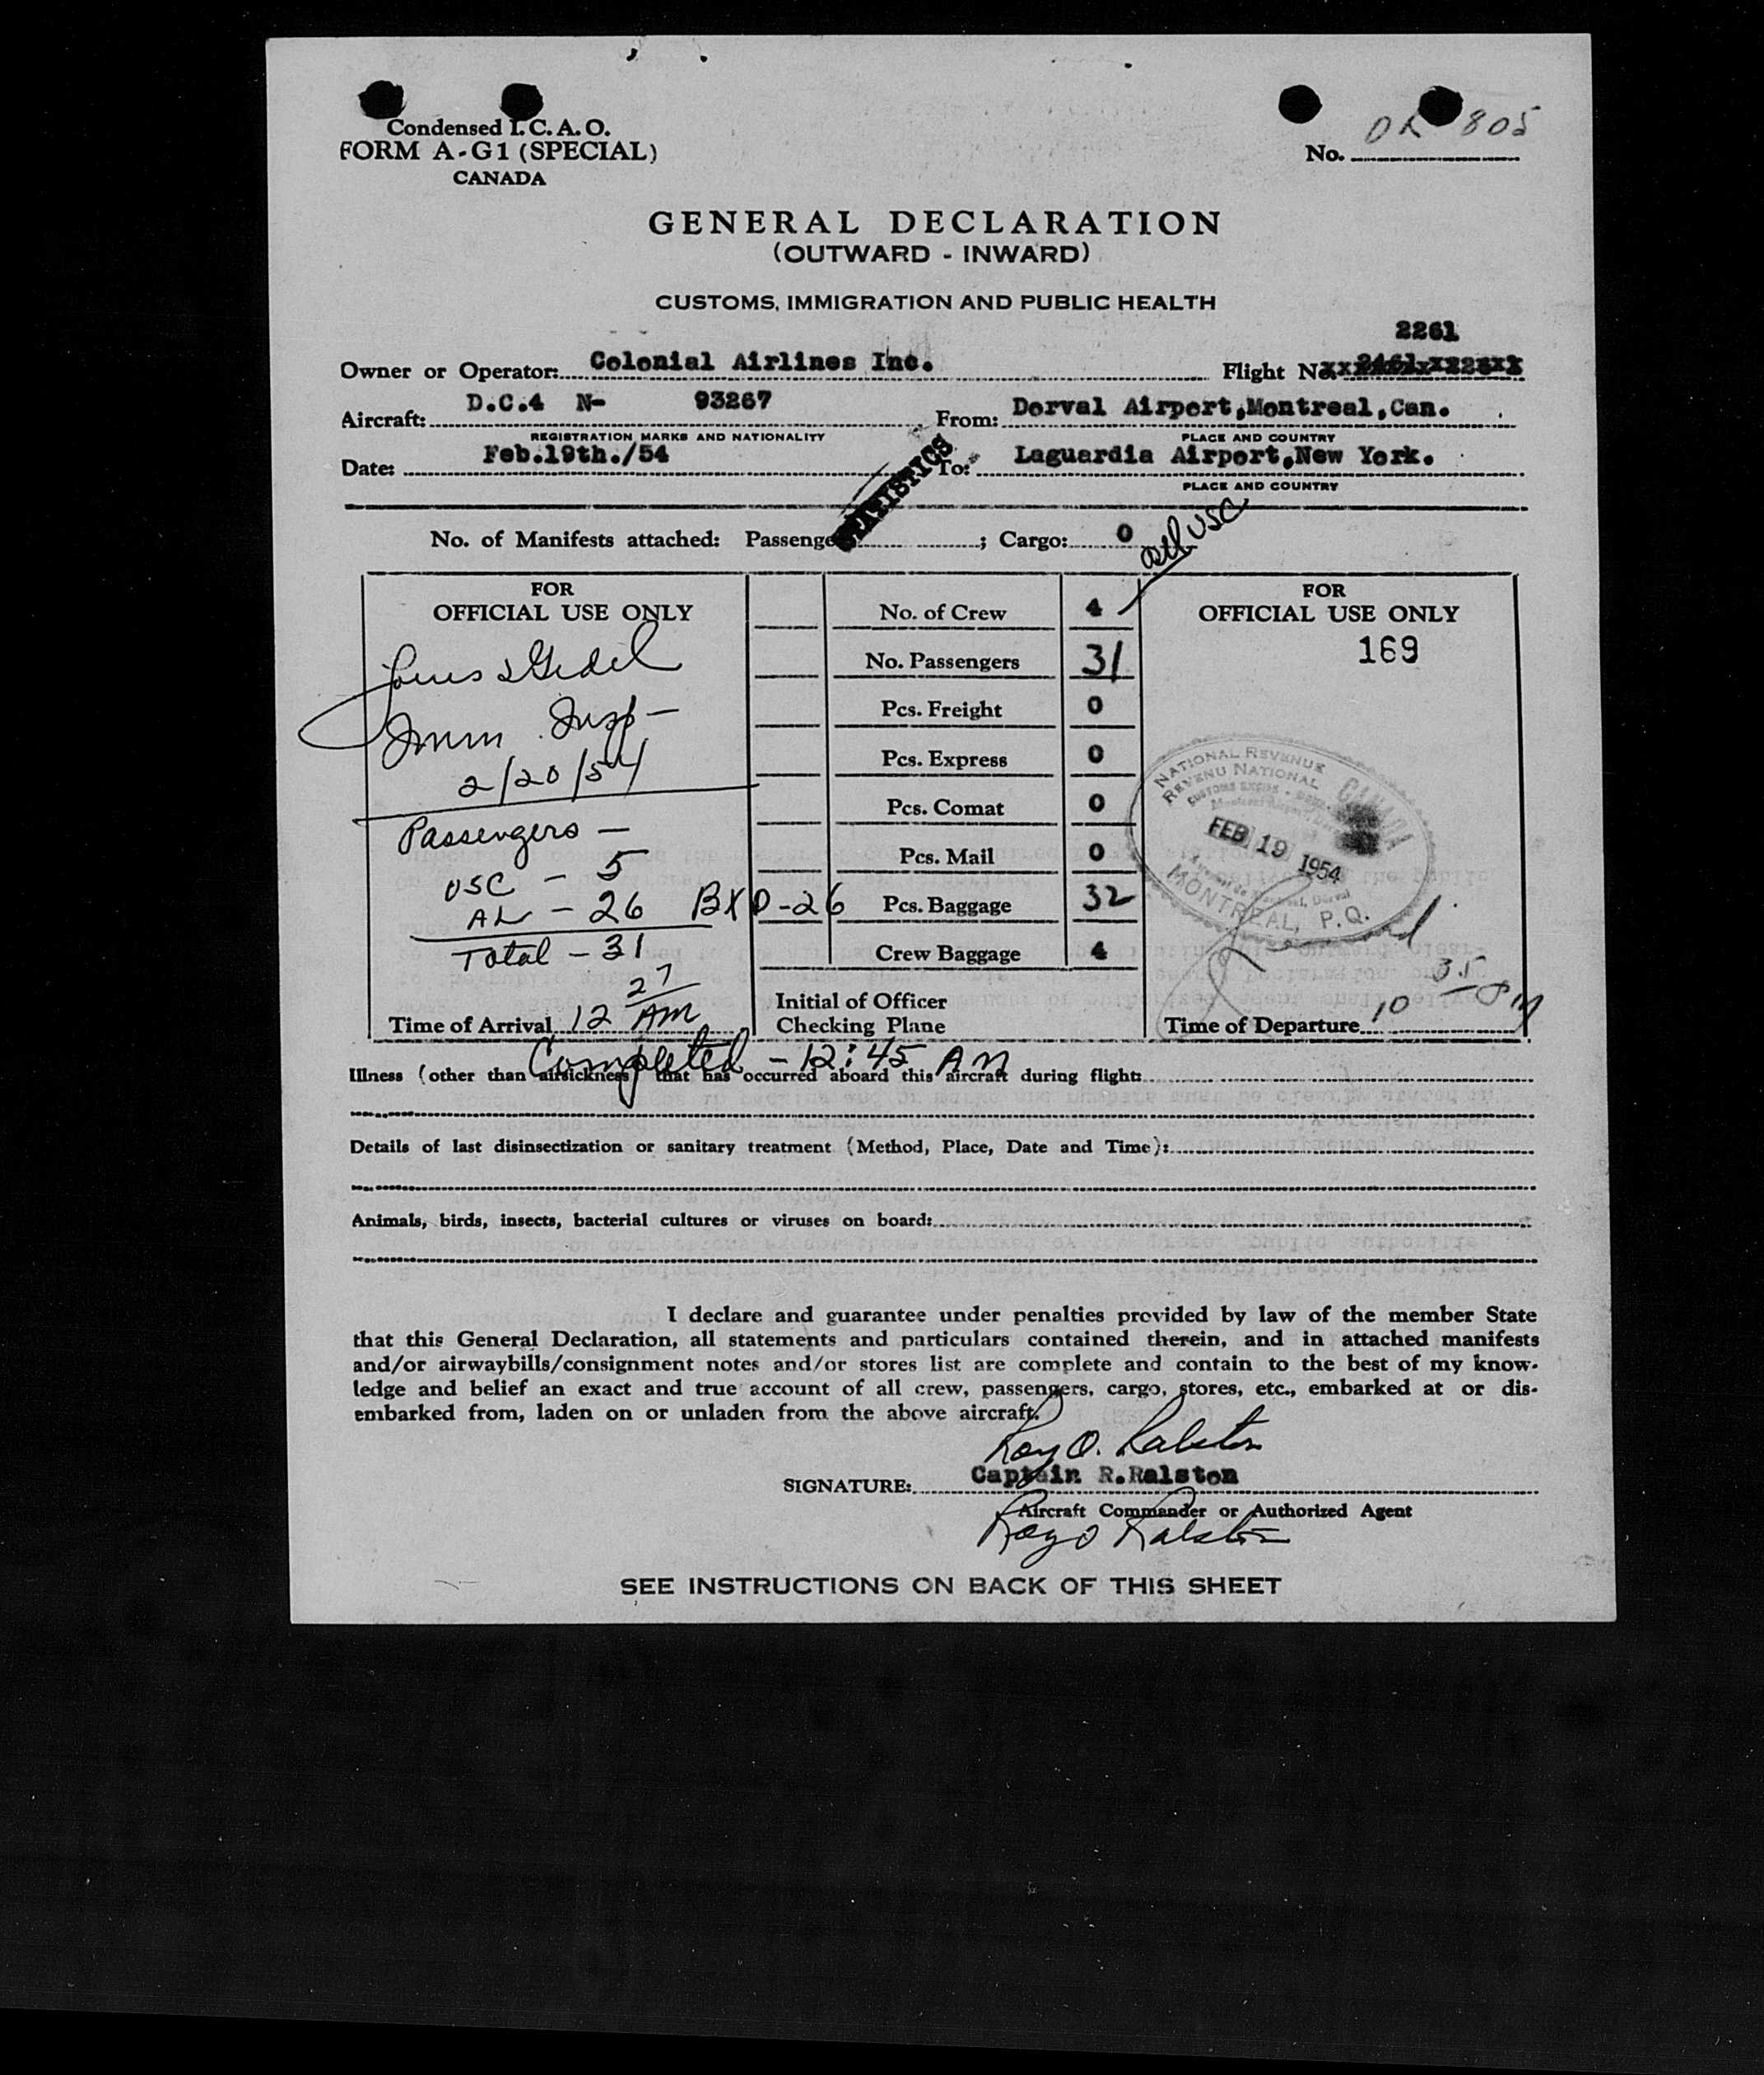 Condensed I.C.A.O.
FORM A-G1 (SPECIAL)
CANADA
No. 805
GENERAL DECLARATION
(OUTWARD - INWARD)
CUSTOMS, IMMIGRATION AND PUBLIC HEALTH
2261
Owner or Operator: Colonial Airlines Inc. Flight No.
Aircraft: D.C.4 N- 93267 From: Dorval Airport,Montreal,Can.
REGISTRATION MARKS AND NATIONALITY PLACE AND COUNTRY
Date: Feb.19th./54 To: Laguardia Airport,New York.
PLACE AND COUNTRY
STATISTICS
No. of Manifests attached: Passenger ; Cargo: 0
all USC
FOR
OFFICIAL USE ONLY
Imm. Insp-
2/20/54
Passengers -
USC - 5
AL - 26 BXD-26
Total - 31
Time of Arrival 12 27 AM
No. of Crew 4
No. Passengers 31
Pcs. Freight 0
Pcs. Express 0
Pcs. Comat 0
Pcs. Mail 0
Pcs. Baggage 32
Crew Baggage 4
Initial of Officer
Checking Plane
FOR
OFFICIAL USE ONLY
169
NATIONAL REVENUE
REVENU NATIONAL
CANADA
FEB 19 1954
MONTREAL, P.Q.
Time of Departure 10 35 PM
Completed - 12:45 AM
Illness (other than airsickness) that has occurred aboard this aircraft during flight:
Details of last disinsectization or sanitary treatment (Method, Place, Date and Time):
Animals, birds, insects, bacterial cultures or viruses on board:
I declare and guarantee under penalties provided by law of the member State
that this General Declaration, all statements and particulars contained therein, and in attached manifests
and/or airwaybills/consignment notes and/or stores list are complete and contain to the best of my know-
ledge and belief an exact and true account of all crew, passengers, cargo, stores, etc., embarked at or dis-
embarked from, laden on or unladen from the above aircraft.
Roy O. Ralston
SIGNATURE: Captain R.Ralston
Aircraft Commander or Authorized Agent
Roy O Ralston
SEE INSTRUCTIONS ON BACK OF THIS SHEET